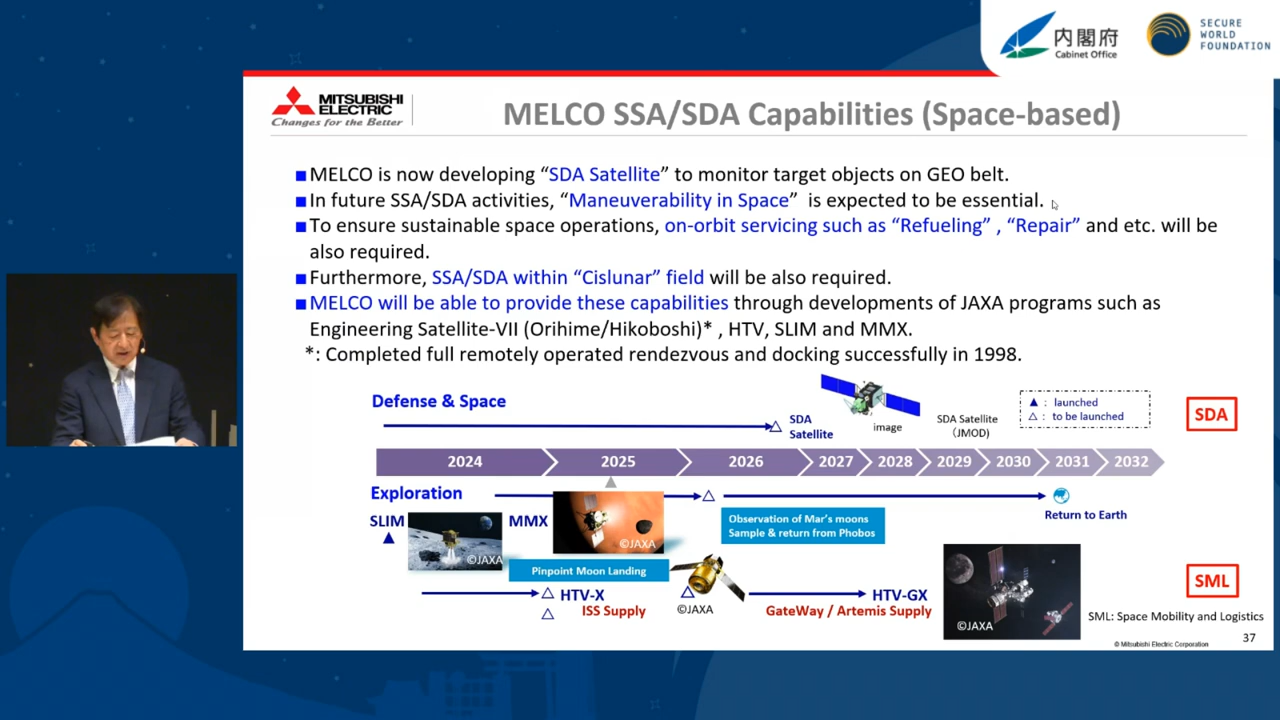 内閣府
Cabinet Office
SECURE
WORLD
FOUNDATION
MITSUBISHI
ELECTRIC
Changes for the Better
MELCO SSA/SDA Capabilities (Space-based)
■MELCO is now developing “SDA Satellite” to monitor target objects on GEO belt.
■In future SSA/SDA activities, “Maneuverability in Space” is expected to be essential.
■To ensure sustainable space operations, on-orbit servicing such as “Refueling” , “Repair” and etc. will be
also required.
■Furthermore, SSA/SDA within “Cislunar” field will be also required.
■MELCO will be able to provide these capabilities through developments of JAXA programs such as
Engineering Satellite-VII (Orihime/Hikoboshi)* , HTV, SLIM and MMX.
*: Completed full remotely operated rendezvous and docking successfully in 1998.
Defense & Space
△ SDA
Satellite
image
SDA Satellite
(JMOD)
▲ : launched
△ : to be launched
SDA
2024 2025 2026 2027 2028 2029 2030 2031 2032
Exploration
Return to Earth
SLIM
©JAXA
MMX
©JAXA
Observation of Mar’s moons
Sample & return from Phobos
Pinpoint Moon Landing
HTV-X
ISS Supply
©JAXA
HTV-GX
GateWay / Artemis Supply
©JAXA
SML
SML: Space Mobility and Logistics
© Mitsubishi Electric Corporation
37